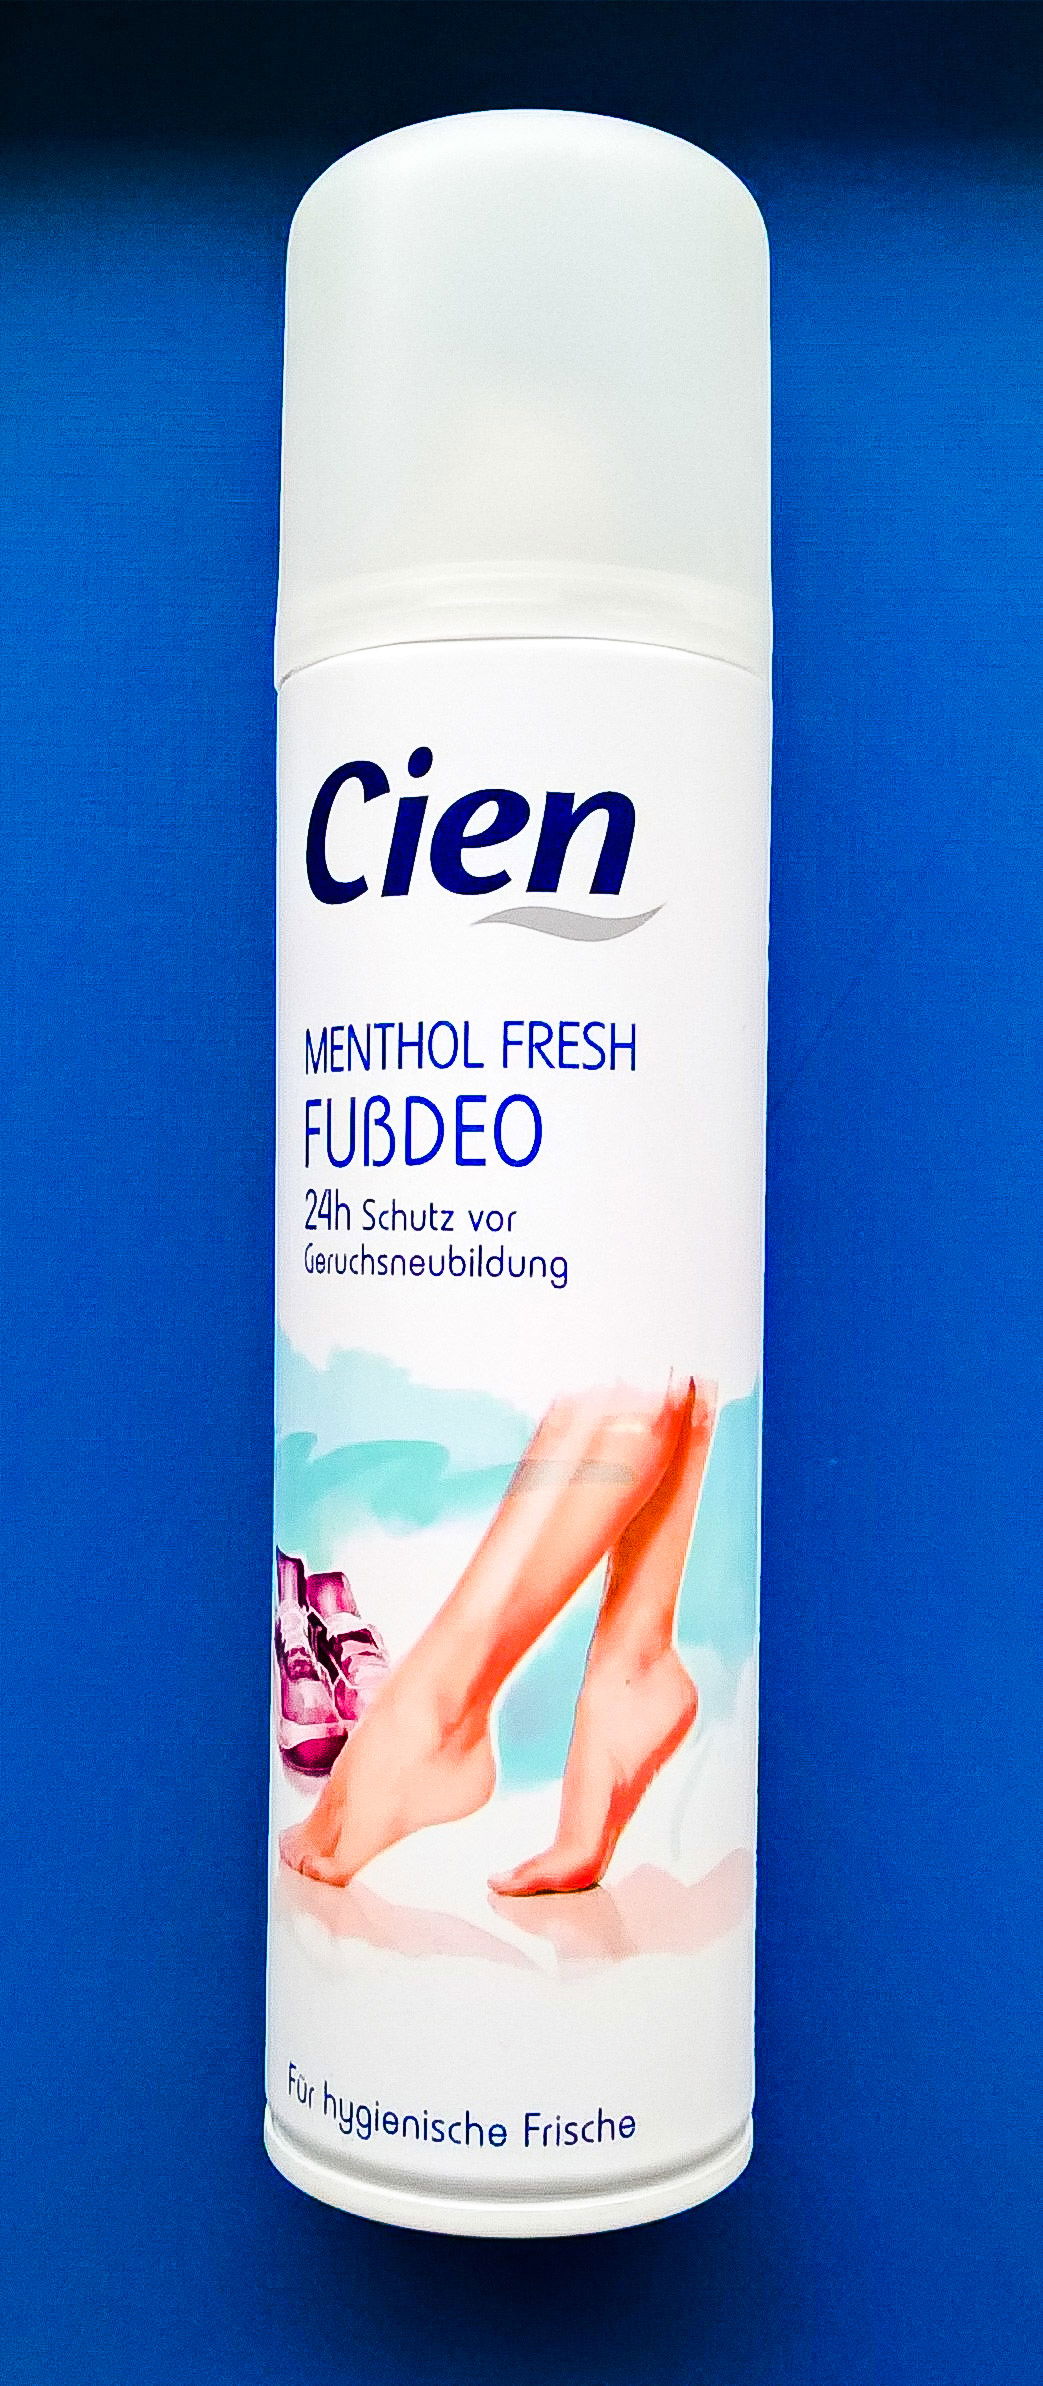 Cien
MENTHOL FRESH
FUßDEO
24h Schutz vor
Geruchsneubildung
Für hygienische Frische